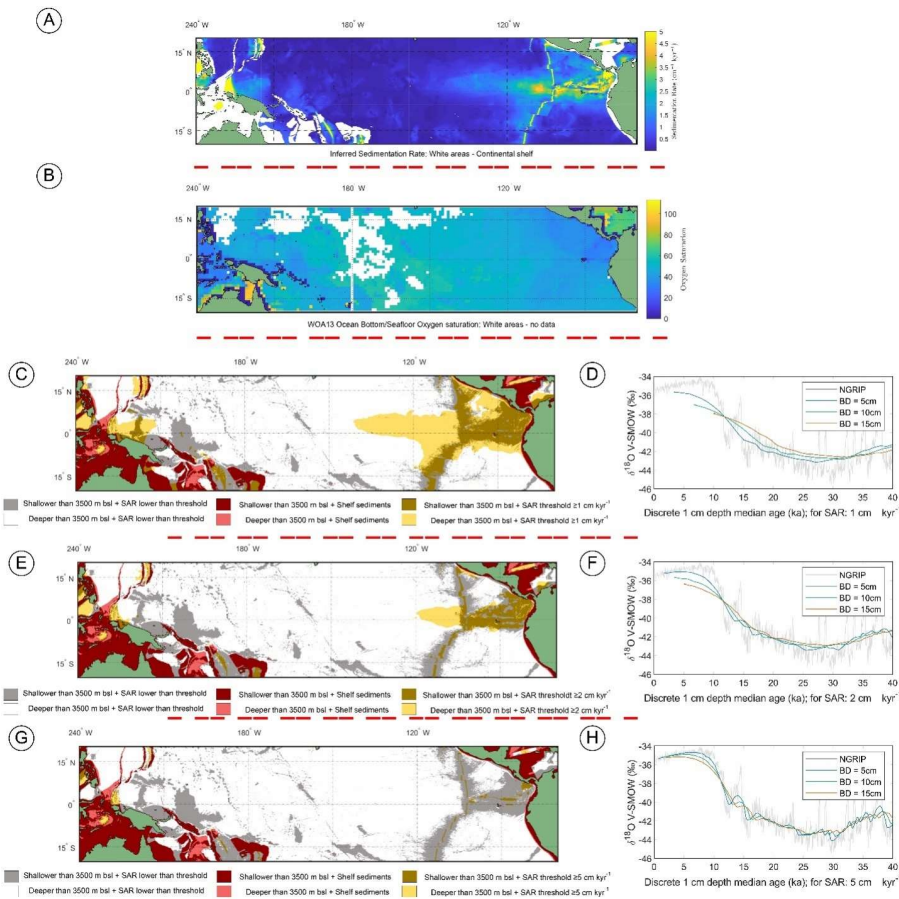 A
240° W
180° W
120° W
15° N
0°
15° S
5
4.5
4
3.5
3
2.5
2
1.5
1
0.5
Sedimentation Rate (cm⁻¹ kyr⁻¹)
Inferred Sedimentation Rate: White areas - Continental shelf
B
240° W
180° W
120° W
15° N
0°
15° S
100
80
60
40
20
0
Oxygen Saturation
WOA13 Ocean Bottom/Seafloor Oxygen saturation: White areas - no data
C
240° W
180° W
120° W
15° N
0°
15° S
Shallower than 3500 m bsl + SAR lower than threshold
Shallower than 3500 m bsl + Shelf sediments
Shallower than 3500 m bsl + SAR threshold ≥1 cm kyr⁻¹
Deeper than 3500 m bsl + SAR lower than threshold
Deeper than 3500 m bsl + Shelf sediments
Deeper than 3500 m bsl + SAR threshold ≥1 cm kyr⁻¹
D
-34
-36
-38
-40
-42
-44
-46
δ¹⁸O V-SMOW (‰)
NGRIP
BD = 5cm
BD = 10cm
BD = 15cm
0 5 10 15 20 25 30 35 40
Discrete 1 cm depth median age (ka); for SAR: 1 cm kyr⁻
E
240° W
180° W
120° W
15° N
0°
15° S
Shallower than 3500 m bsl + SAR lower than threshold
Shallower than 3500 m bsl + Shelf sediments
Shallower than 3500 m bsl + SAR threshold ≥2 cm kyr⁻¹
Deeper than 3500 m bsl + SAR lower than threshold
Deeper than 3500 m bsl + Shelf sediments
Deeper than 3500 m bsl + SAR threshold ≥2 cm kyr⁻¹
F
-34
-36
-38
-40
-42
-44
-46
δ¹⁸O V-SMOW (‰)
NGRIP
BD = 5cm
BD = 10cm
BD = 15cm
0 5 10 15 20 25 30 35 40
Discrete 1 cm depth median age (ka); for SAR: 2 cm kyr⁻
G
240° W
180° W
120° W
15° N
0°
15° S
Shallower than 3500 m bsl + SAR lower than threshold
Shallower than 3500 m bsl + Shelf sediments
Shallower than 3500 m bsl + SAR threshold ≥5 cm kyr⁻¹
Deeper than 3500 m bsl + SAR lower than threshold
Deeper than 3500 m bsl + Shelf sediments
Deeper than 3500 m bsl + SAR threshold ≥5 cm kyr⁻¹
H
-34
-36
-38
-40
-42
-44
-46
δ¹⁸O V-SMOW (‰)
NGRIP
BD = 5cm
BD = 10cm
BD = 15cm
0 5 10 15 20 25 30 35 40
Discrete 1 cm depth median age (ka); for SAR: 5 cm kyr⁻